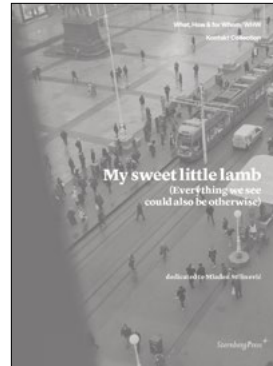 What, How & for Whom/WHW
Kontakt Collection
My sweet little lamb
(Everything we see
could also be otherwise)
dedicated to Mladen Stilinović
Sternberg Press